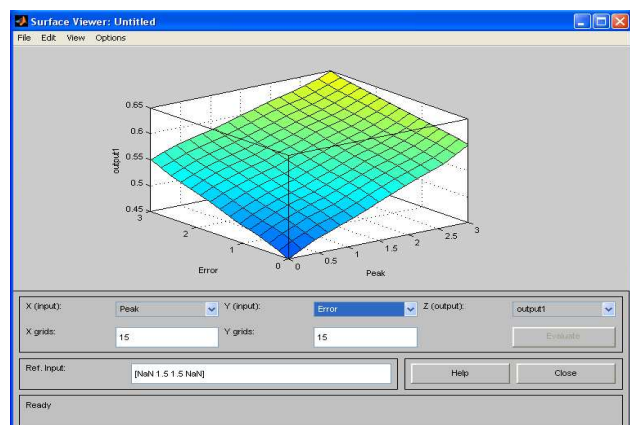 Surface Viewer: Untitled
File Edit View Options
0.65
0.6
0.55
0.5
0.45
output1
3
2
1
0
Error
0
0.5
1
1.5
2
2.5
3
Peak
X (input): Peak Y (input): Error Z (output): output1
X grids: 15 Y grids: 15 Evaluate
Ref. Input: [NaN 1.5 1.5 NaN] Help Close
Ready